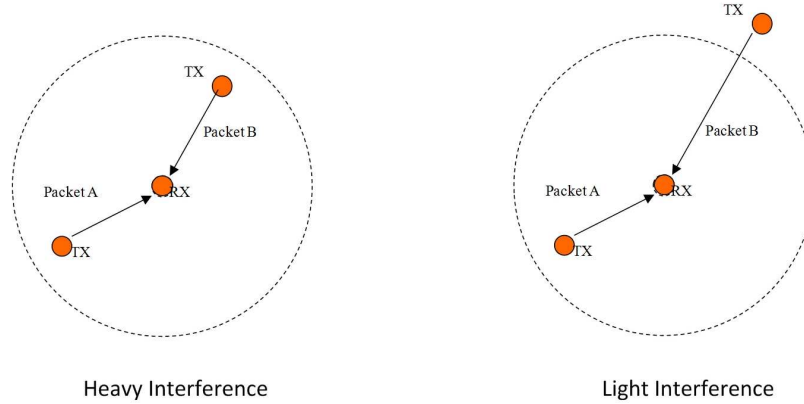 TX
Packet B
Packet A
RX
TX
Heavy Interference
TX
Packet B
Packet A
RX
TX
Light Interference